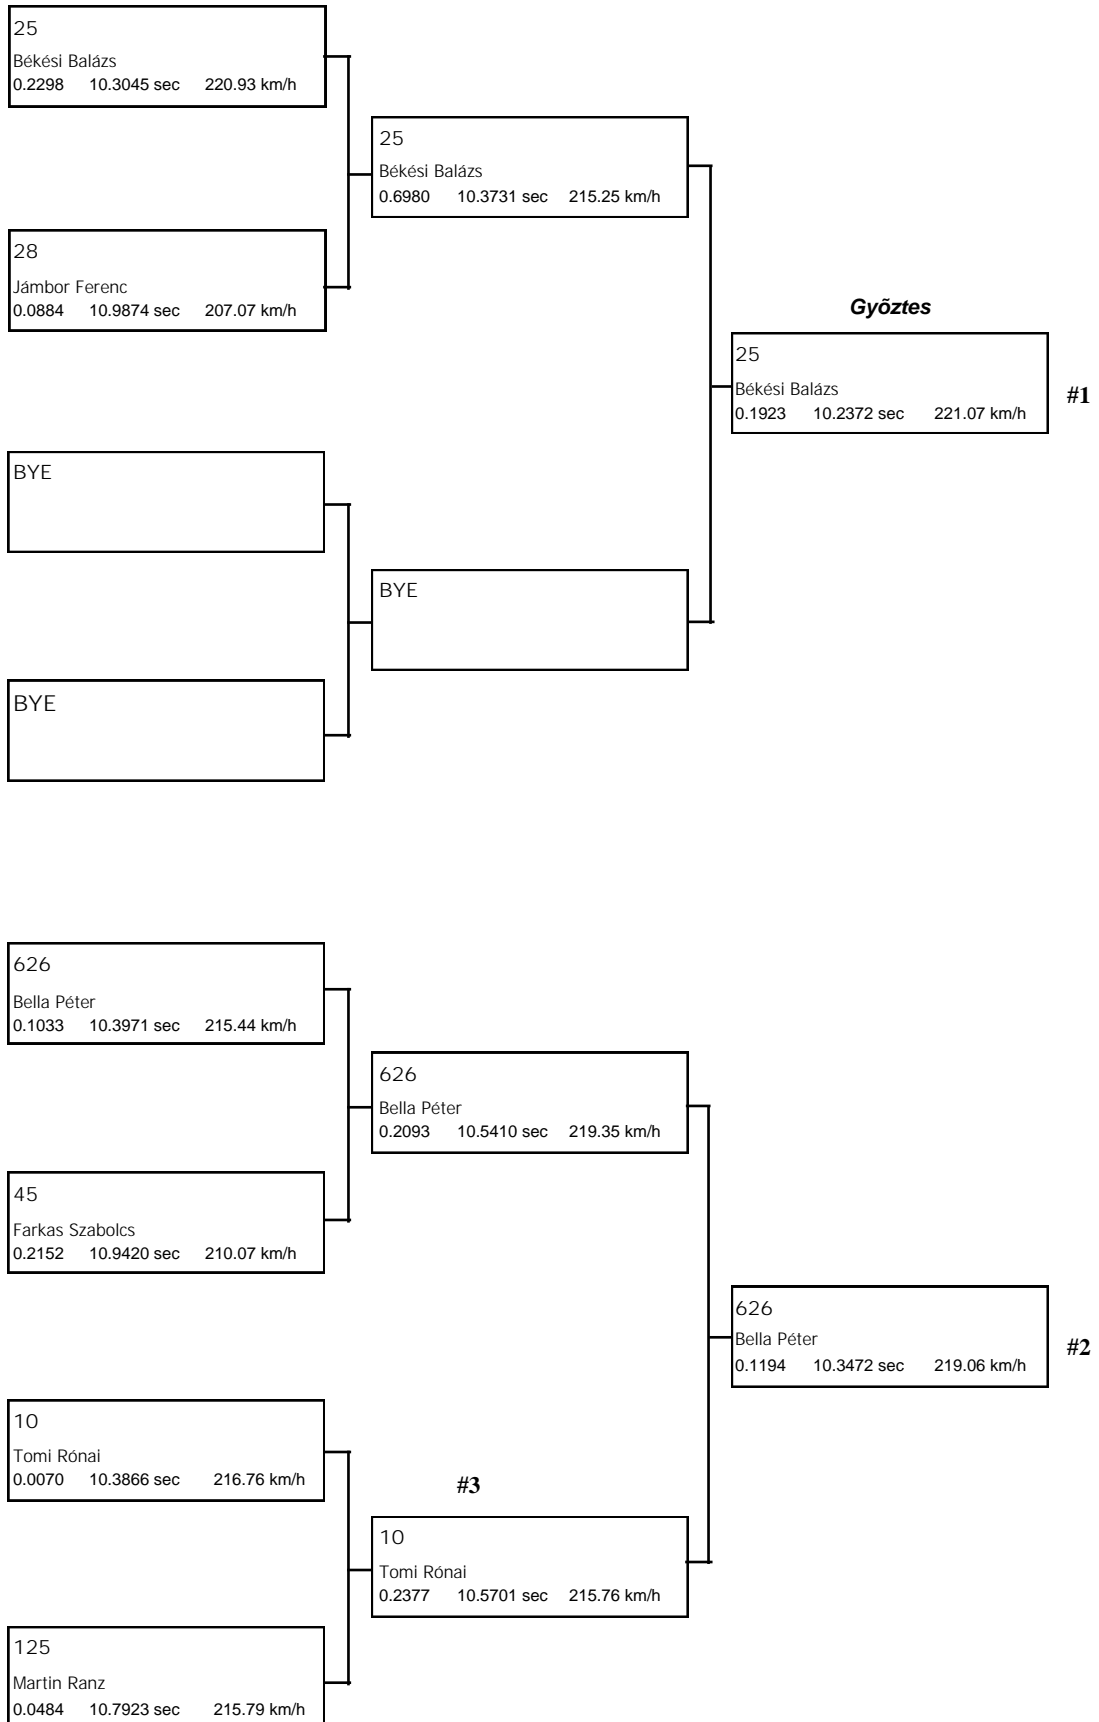 25
Békési Balázs
0.2298 10.3045 sec 220.93 km/h
25
Békési Balázs
0.6980 10.3731 sec 215.25 km/h
28
Jámbor Ferenc
0.0884 10.9874 sec 207.07 km/h
Gyõztes
25
Békési Balázs
0.1923 10.2372 sec 221.07 km/h
#1
BYE
BYE
BYE
626
Bella Péter
0.1033 10.3971 sec 215.44 km/h
626
Bella Péter
0.2093 10.5410 sec 219.35 km/h
45
Farkas Szabolcs
0.2152 10.9420 sec 210.07 km/h
626
Bella Péter
0.1194 10.3472 sec 219.06 km/h
#2
10
Tomi Rónai
0.0070 10.3866 sec 216.76 km/h
#3
10
Tomi Rónai
0.2377 10.5701 sec 215.76 km/h
125
Martin Ranz
0.0484 10.7923 sec 215.79 km/h